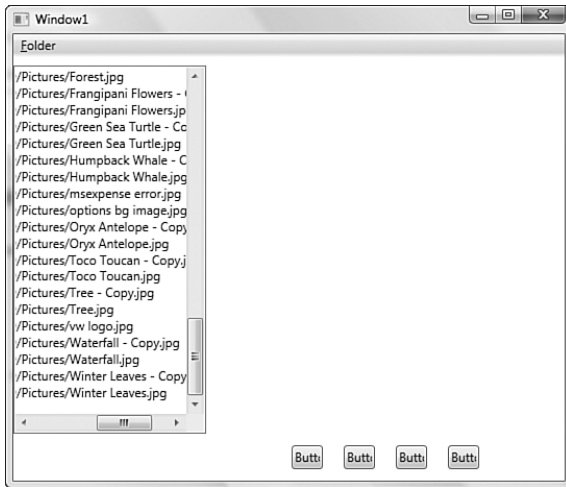 Window1
Folder
/Pictures/Forest.jpg
/Pictures/Frangipani Flowers -
/Pictures/Frangipani Flowers.jp
/Pictures/Green Sea Turtle - Co
/Pictures/Green Sea Turtle.jpg
/Pictures/Humpback Whale - C
/Pictures/Humpback Whale.jpg
/Pictures/msexpense error.jpg
/Pictures/options bg image.jpg
/Pictures/Oryx Antelope - Copy
/Pictures/Oryx Antelope.jpg
/Pictures/Toco Toucan - Copy.j
/Pictures/Toco Toucan.jpg
/Pictures/Tree - Copy.jpg
/Pictures/Tree.jpg
/Pictures/vw logo.jpg
/Pictures/Waterfall - Copy.jpg
/Pictures/Waterfall.jpg
/Pictures/Winter Leaves - Copy
/Pictures/Winter Leaves.jpg
Butt Butt Butt Butt